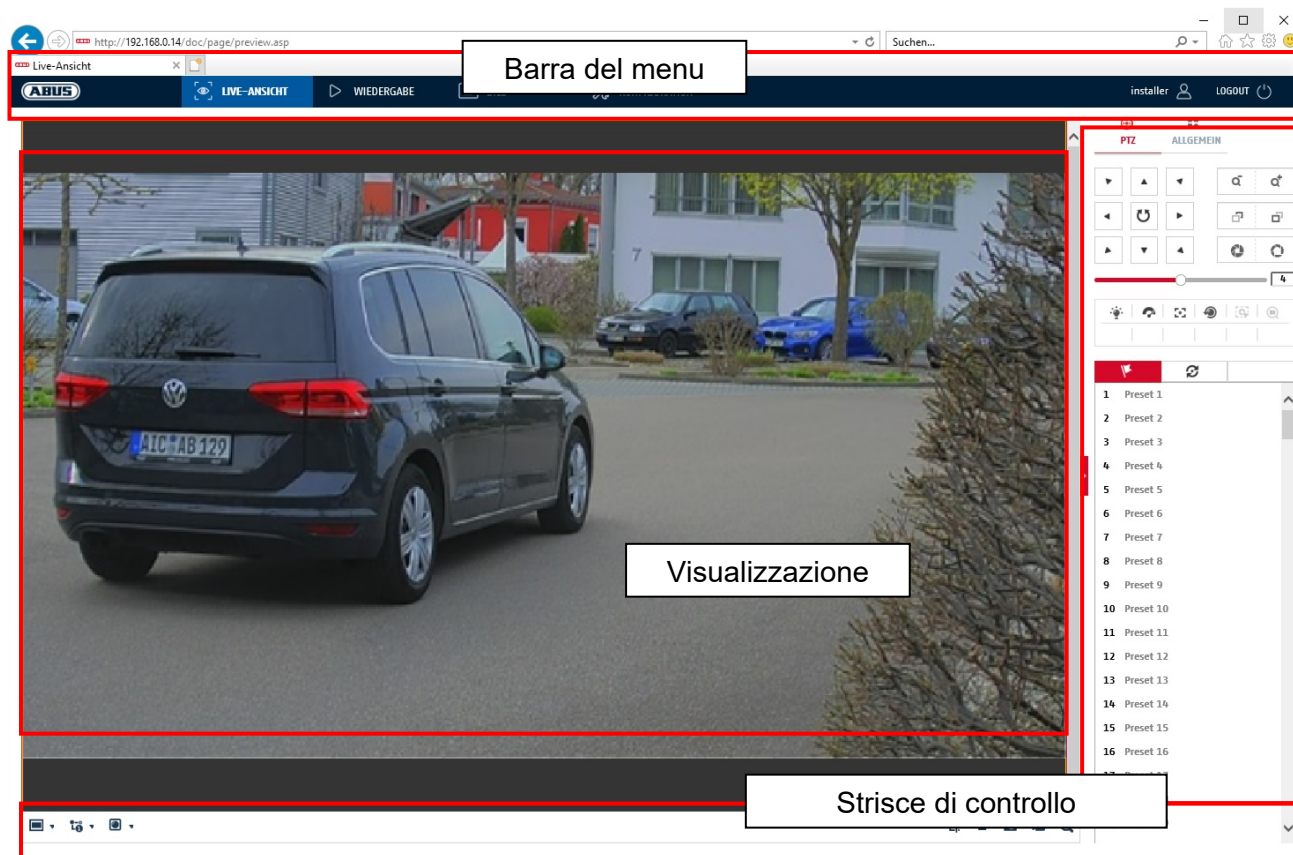 http://192.168.0.14/doc/page/preview.asp
Suchen...
Live-Ansicht
Barra del menu
ABUS
LIVE-ANSICHT
WIEDERGABE
installer
LOGOUT
PTZ
ALLGEMEIN
4
7
AIC AB 129
1 Preset 1
2 Preset 2
3 Preset 3
4 Preset 4
5 Preset 5
6 Preset 6
7 Preset 7
8 Preset 8
9 Preset 9
10 Preset 10
11 Preset 11
12 Preset 12
13 Preset 13
14 Preset 14
15 Preset 15
16 Preset 16
Visualizzazione
Strisce di controllo